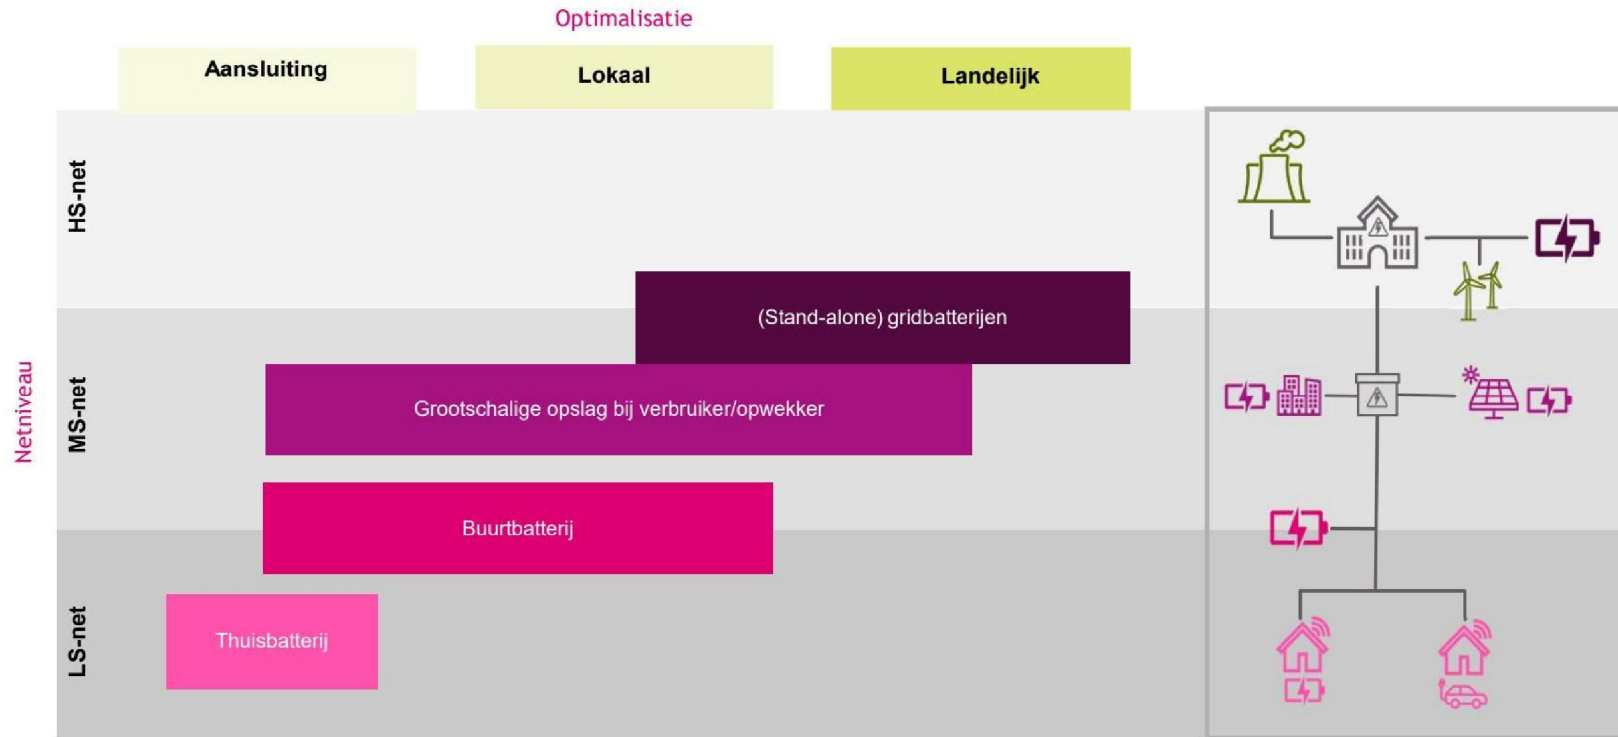 Optimalisatie
Aansluiting
Lokaal
Landelijk
Netniveau
HS-net
(Stand-alone) gridbatterijen
MS-net
Grootschalige opslag bij verbruiker/opwekker
Buurtbatterij
LS-net
Thuisbatterij